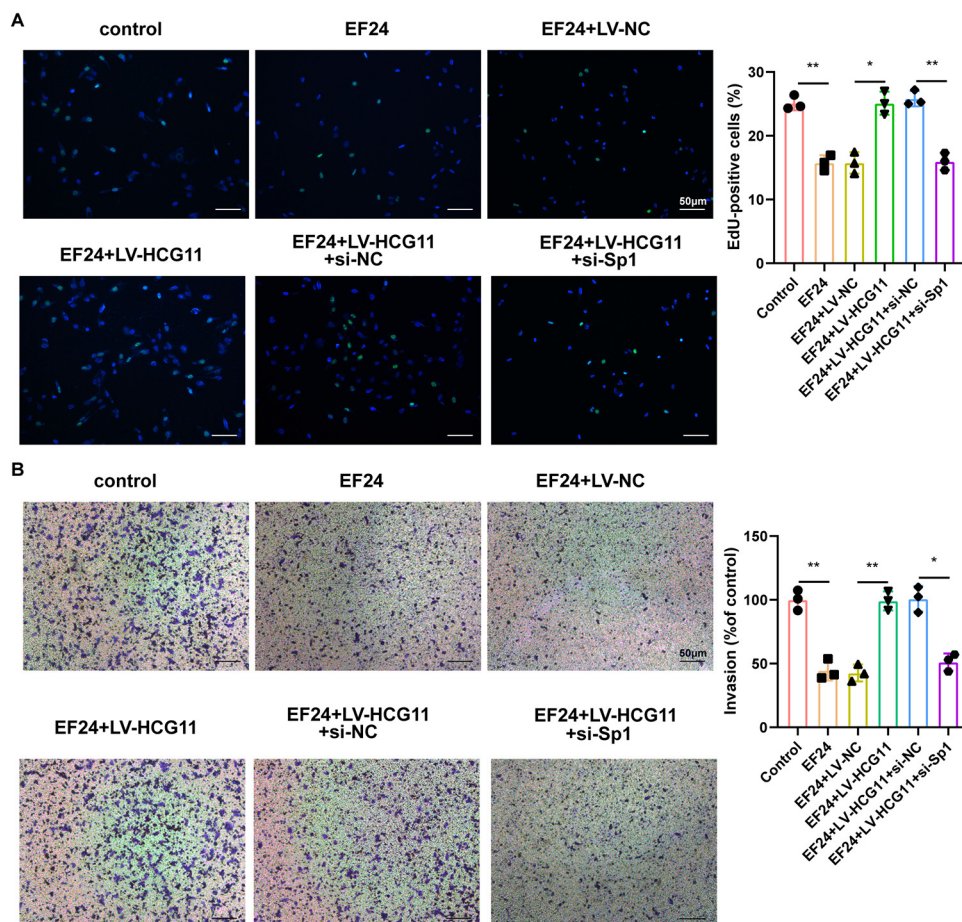 A
control
EF24
EF24+LV-NC
50μm
EF24+LV-HCG11
EF24+LV-HCG11
+si-NC
EF24+LV-HCG11
+si-Sp1
**
*
**
EdU-positive cells (%)
30
20
10
0
Control
EF24
EF24+LV-NC
EF24+LV-HCG11
EF24+LV-HCG11+si-NC
EF24+LV-HCG11+si-Sp1
B
control
EF24
EF24+LV-NC
50μm
EF24+LV-HCG11
EF24+LV-HCG11
+si-NC
EF24+LV-HCG11
+si-Sp1
**
**
*
Invasion (%of control)
150
100
50
0
Control
EF24
EF24+LV-NC
EF24+LV-HCG11
EF24+LV-HCG11+si-NC
EF24+LV-HCG11+si-Sp1